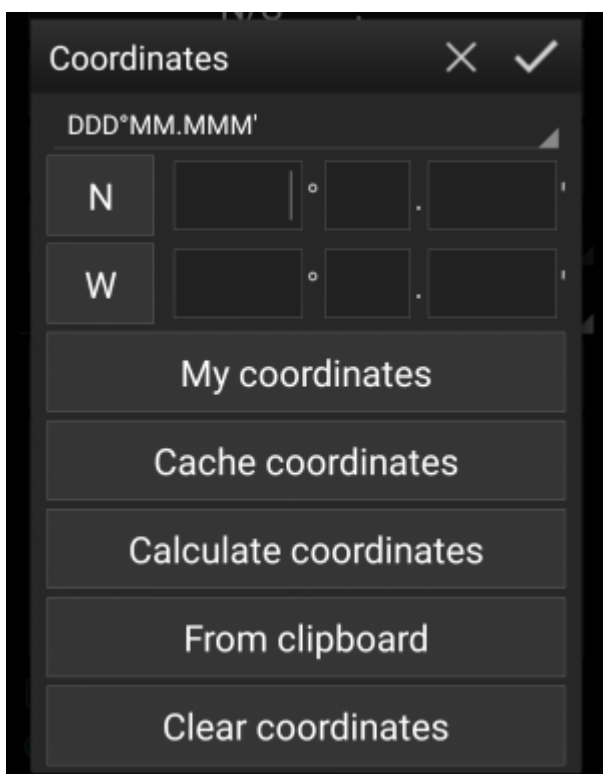 Coordinates
DDD°MM.MMM'
N ° . '
W ° . '
My coordinates
Cache coordinates
Calculate coordinates
From clipboard
Clear coordinates